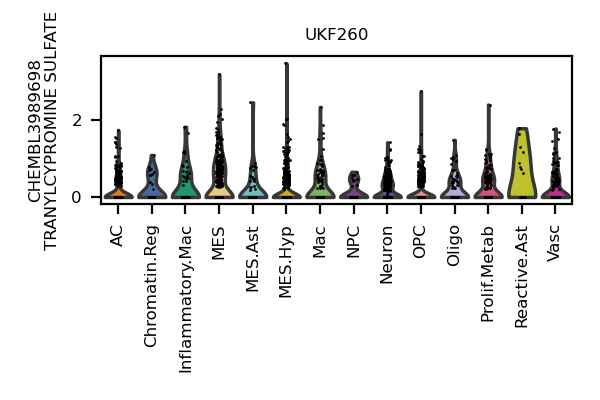 UKF260
CHEMBL3989698
TRANYLCYPROMINE SULFATE
2
0
AC
Chromatin.Reg
Inflammatory.Mac
MES
MES.Ast
MES.Hyp
Mac
NPC
Neuron
OPC
Oligo
Prolif.Metab
Reactive.Ast
Vasc